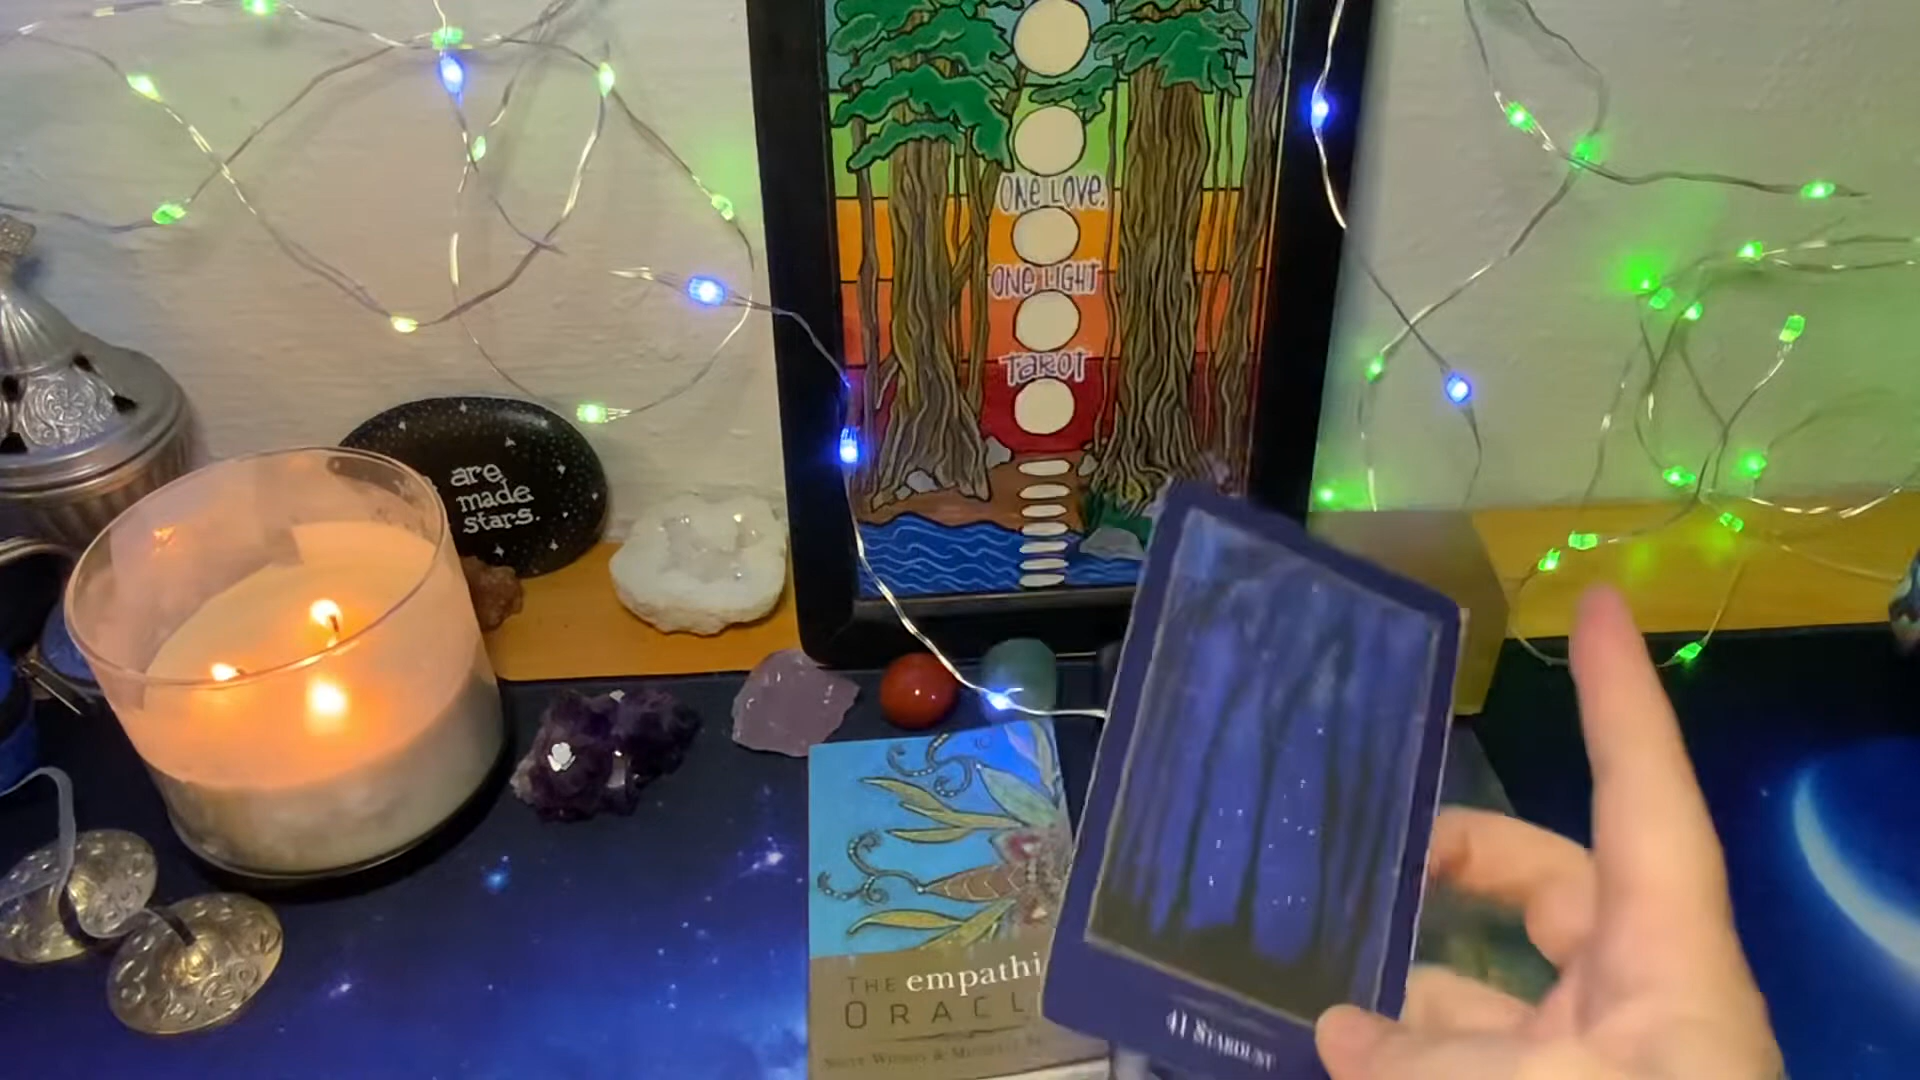 ONE LOVE.
ONE LIGHT
TAROT
are
made
stars.
THE empathi
ORACL
41 STARDUST